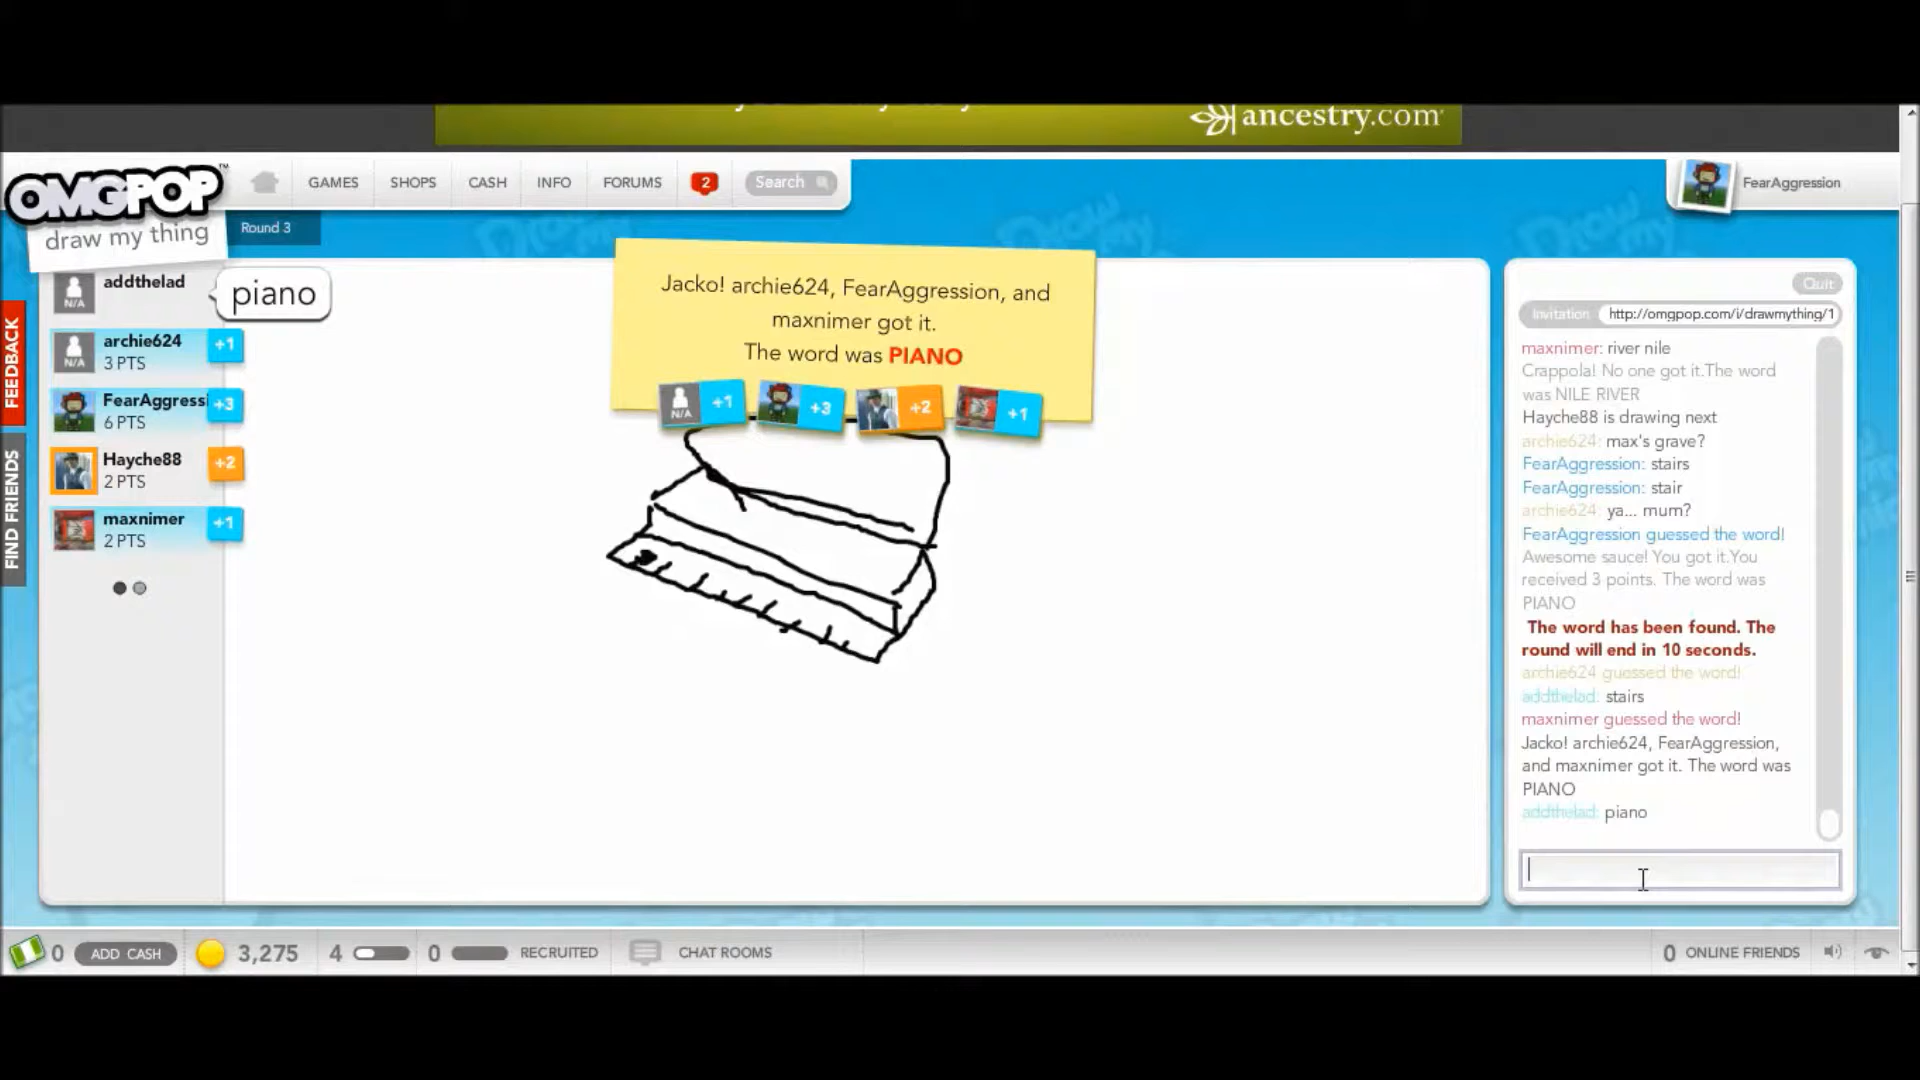 ancestry.com
OMGPOP™
draw my thing
GAMES
SHOPS
CASH
INFO
FORUMS
2
Search
FearAggression
Round 3
FEEDBACK
FIND FRIENDS
addthelad
N/A
piano
archie624
3 PTS
N/A
+1
FearAggressi
6 PTS
+3
Hayche88
2 PTS
+2
maxnimer
2 PTS
+1
Jacko! archie624, FearAggression, and
maxnimer got it.
The word was PIANO
N/A
+1
+3
+2
+1
Quit
Invitation
http://omgpop.com/i/drawmything/1
maxnimer: river nile
Crappola! No one got it.The word
was NILE RIVER
Hayche88 is drawing next
archie624: max's grave?
FearAggression: stairs
FearAggression: stair
archie624: ya... mum?
FearAggression guessed the word!
Awesome sauce! You got it.You
received 3 points. The word was
PIANO
The word has been found. The
round will end in 10 seconds.
archie624 guessed the word!
addthelad: stairs
maxnimer guessed the word!
Jacko! archie624, FearAggression,
and maxnimer got it. The word was
PIANO
addthelad: piano
0
ADD CASH
3,275
4
0
RECRUITED
CHAT ROOMS
0 ONLINE FRIENDS